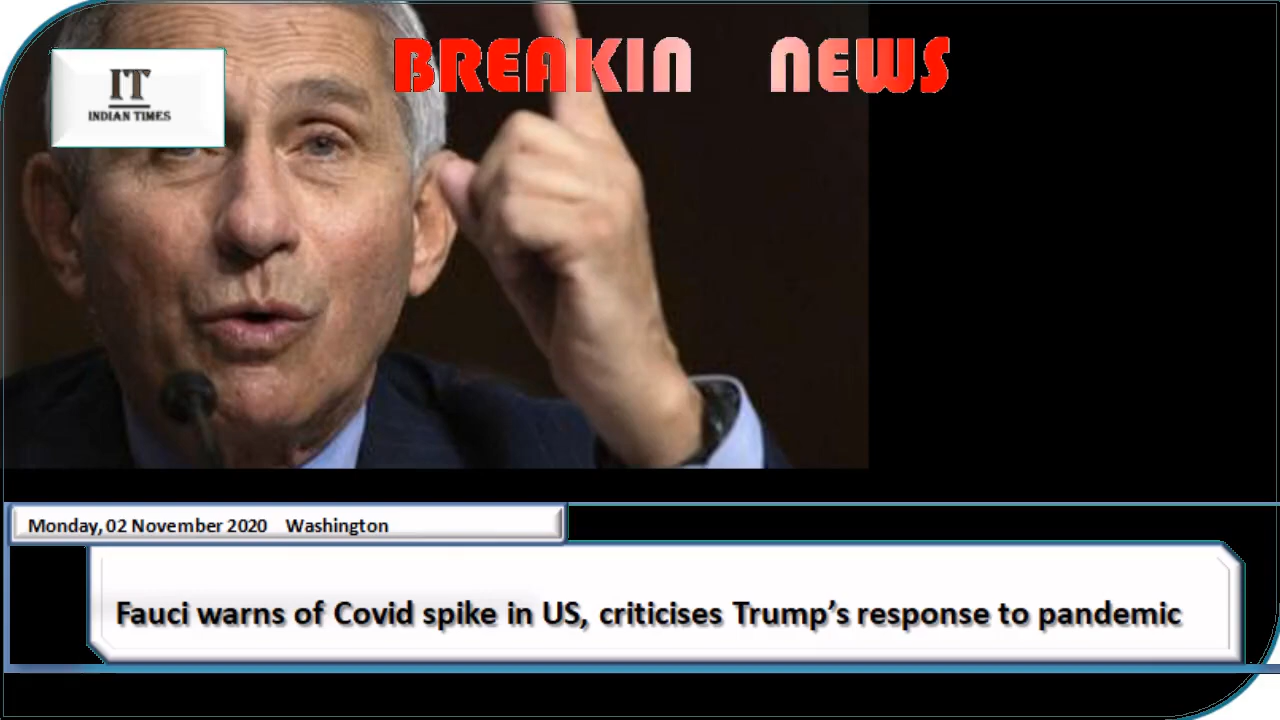 BREAKIN NEWS
IT
INDIAN TIMES
Monday, 02 November 2020 Washington
Fauci warns of Covid spike in US, criticises Trump’s response to pandemic